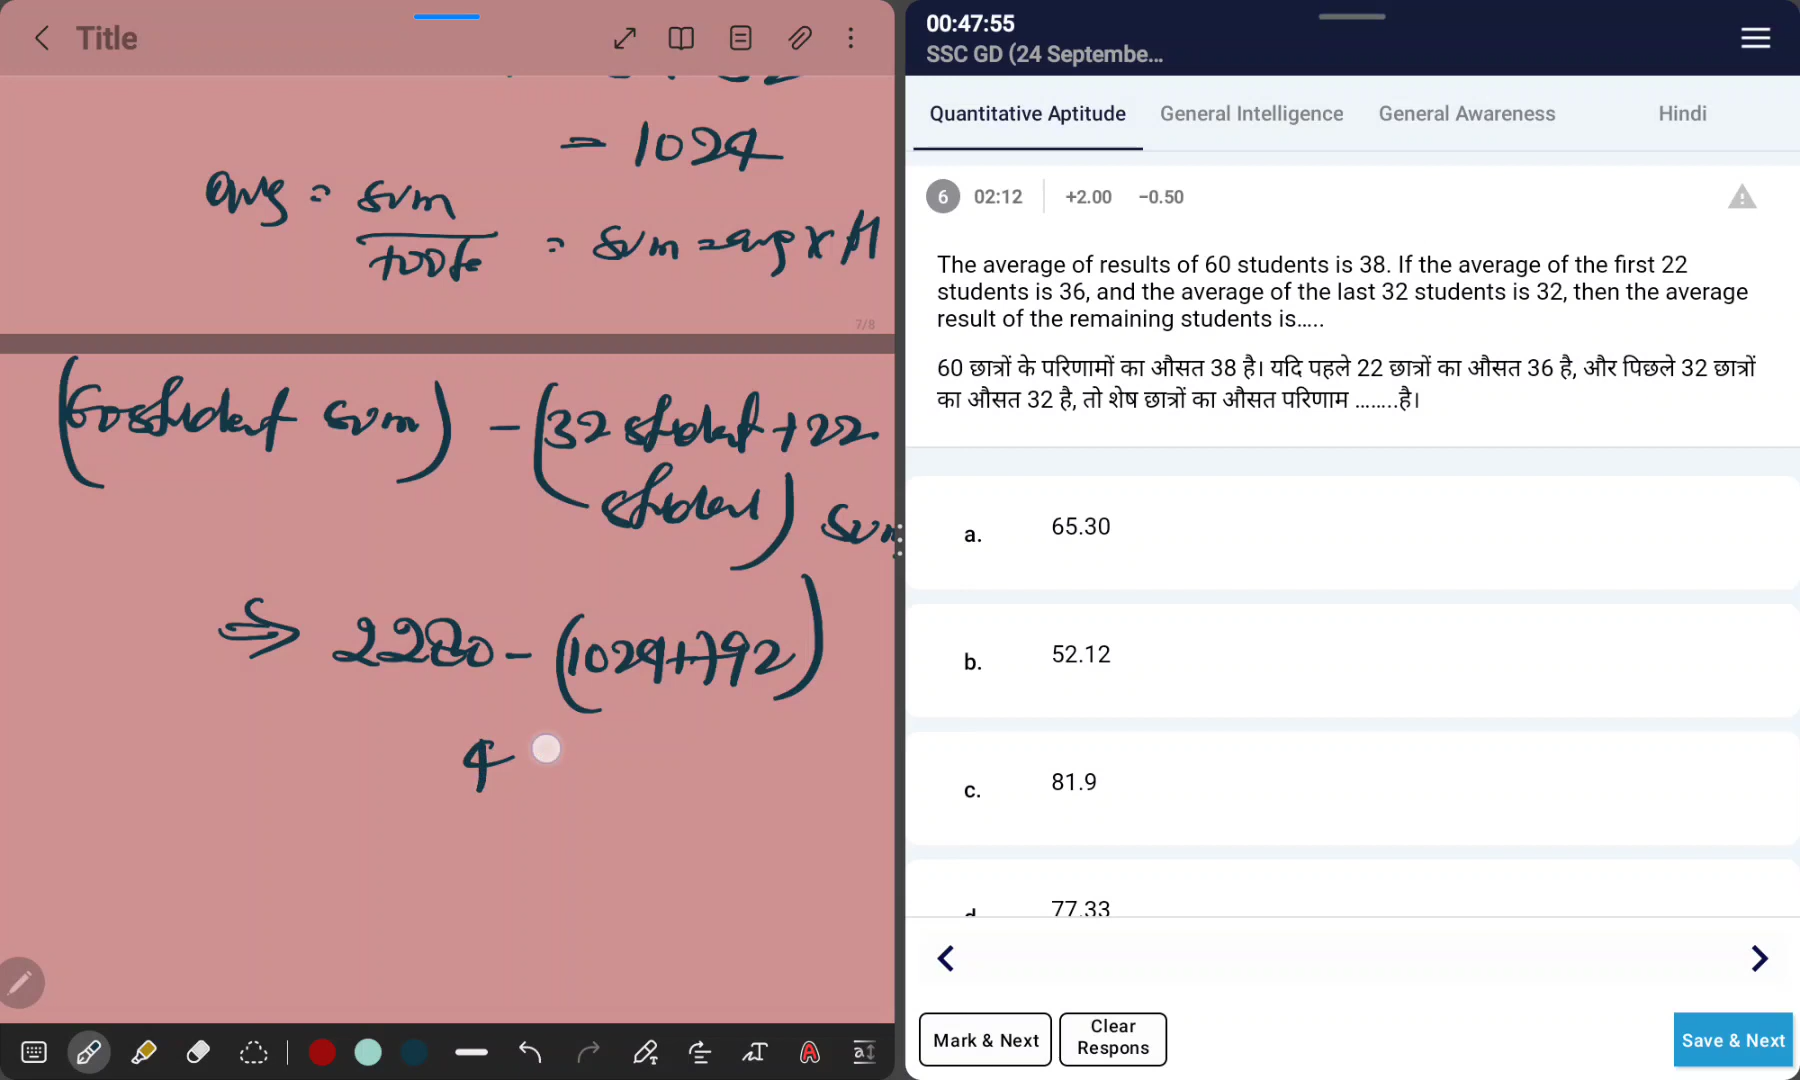 Title
= 1024
avg = sum
total = sum = avg x
7/8
(60 student sum) - (32 student + 22
student) sum
⇒ 2280 - (1024+792)
4
00:47:55
SSC GD (24 Septembe...
Quantitative Aptitude General Intelligence General Awareness Hindi
6 02:12 +2.00 −0.50
The average of results of 60 students is 38. If the average of the first 22
students is 36, and the average of the last 32 students is 32, then the average
result of the remaining students is.....
60 छात्रों के परिणामों का औसत 38 है। यदि पहले 22 छात्रों का औसत 36 है, और पिछले 32 छात्रों
का औसत 32 है, तो शेष छात्रों का औसत परिणाम ........है।
a. 65.30
b. 52.12
c. 81.9
d 77.33
Mark & Next
Clear
Respons
Save & Next